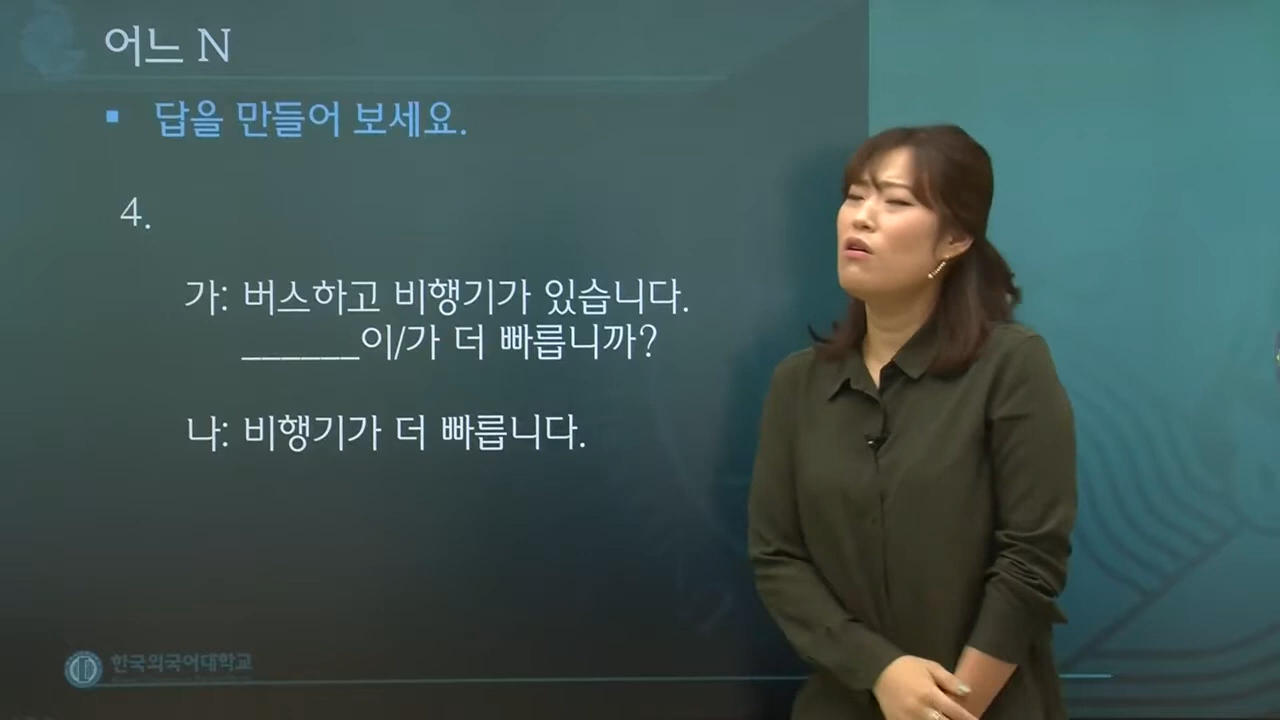 어느 N
▪ 답을 만들어 보세요.
4.
가: 버스하고 비행기가 있습니다.
______이/가 더 빠릅니까?
나: 비행기가 더 빠릅니다.
한국외국어대학교